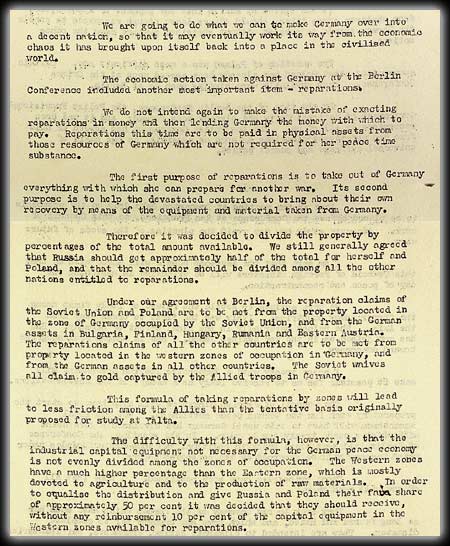 We are going to do what we can to make Germany over into
a decent nation, so that it may eventually work its way from the economic
chaos it has brought upon itself back into a place in the civilised
world.
The economic action taken against Germany at the Berlin
Conference included another most important item - reparations.
We do not intend again to make the mistake of exacting
reparations in money and then lending Germany the money with which to
pay. Reparations this time are to be paid in physical assets from
those resources of Germany which are not required for her peace time
substance.
The first purpose of reparations is to take out of Germany
everything with which she can prepare for another war. Its second
purpose is to help the devastated countries to bring about their own
recovery by means of the equipment and material taken from Germany.
Therefore it was decided to divide the property by
percentages of the total amount available. We still generally agreed
that Russia should get approximately half of the total for herself and
Poland, and that the remainder should be divided among all the other
nations entitled to reparations.
Under our agreement at Berlin, the reparation claims of
the Soviet Union and Poland are to be met from the property located in
the zone of Germany occupied by the Soviet Union, and from the German
assets in Bulgaria, Finland, Hungary, Rumania and Eastern Austria.
The reparations claims of all the other countries are to be met from
property located in the western zones of occupation in Germany, and
from the German assets in all other countries. The Soviet waives
all claim to gold captured by the Allied troops in Germany.
This formula of taking reparations by zones will lead
to less friction among the Allies than the tentative basis originally
proposed for study at Yalta.
The difficulty with this formula, however, is that the
industrial capital equipment not necessary for the German peace economy
is not evenly divided among the zones of occupation. The Western zones
have a much higher percentage than the Eastern zone, which is mostly
devoted to agriculture and to the production of raw materials. In order
to equalise the distribution and give Russia and Poland their share
of approximately 50 per cent it was decided that they should receive,
without any reimbursement 10 per cent of the capital equipment in the
Western zones available for reparations.